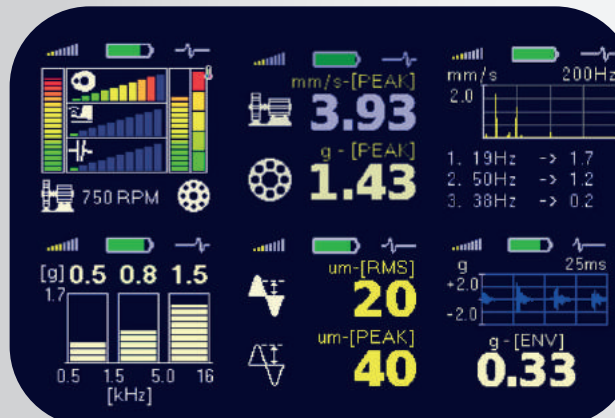 750 RPM
mm/s-[PEAK]
3.93
g-[PEAK]
1.43
mm/s 200Hz
2.0
1. 19Hz -> 1.7
2. 50Hz -> 1.2
3. 38Hz -> 0.2
[g] 0.5 0.8 1.5
1.7
0.5 1.5 5.0 16
[kHz]
um-[RMS]
20
um-[PEAK]
40
g 25ms
+2.0
-2.0
g-[ENV]
0.33